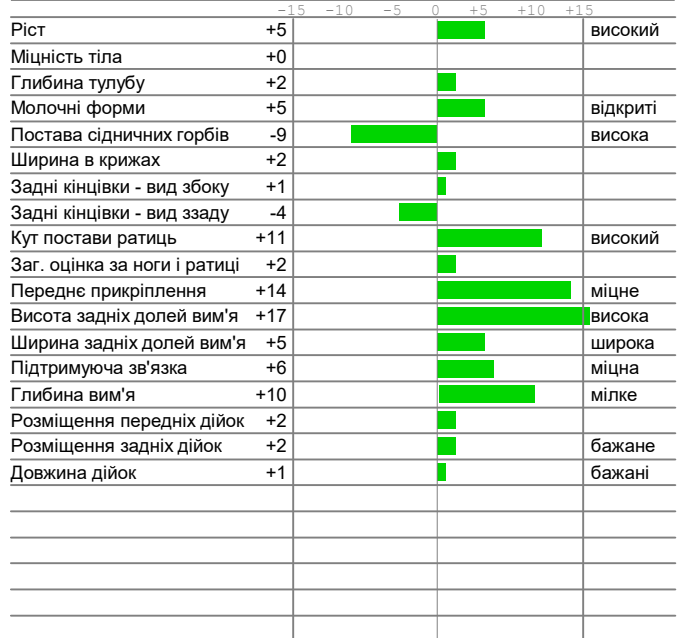 -15 -10 -5 0 +5 +10 +15
Ріст +5 високий
Міцність тіла +0
Глибина тулубу +2
Молочні форми +5 відкриті
Постава сідничних горбів -9 висока
Ширина в крижах +2
Задні кінцівки - вид збоку +1
Задні кінцівки - вид ззаду -4
Кут постави ратиць +11 високий
Заг. оцінка за ноги і ратиці +2
Переднє прикріплення +14 міцне
Висота задніх долей вим'я +17 висока
Ширина задніх долей вим'я +5 широка
Підтримуюча зв'язка +6 міцна
Глибина вим'я +10 мілке
Розміщення передніх дійок +2
Розміщення задніх дійок +2 бажане
Довжина дійок +1 бажані